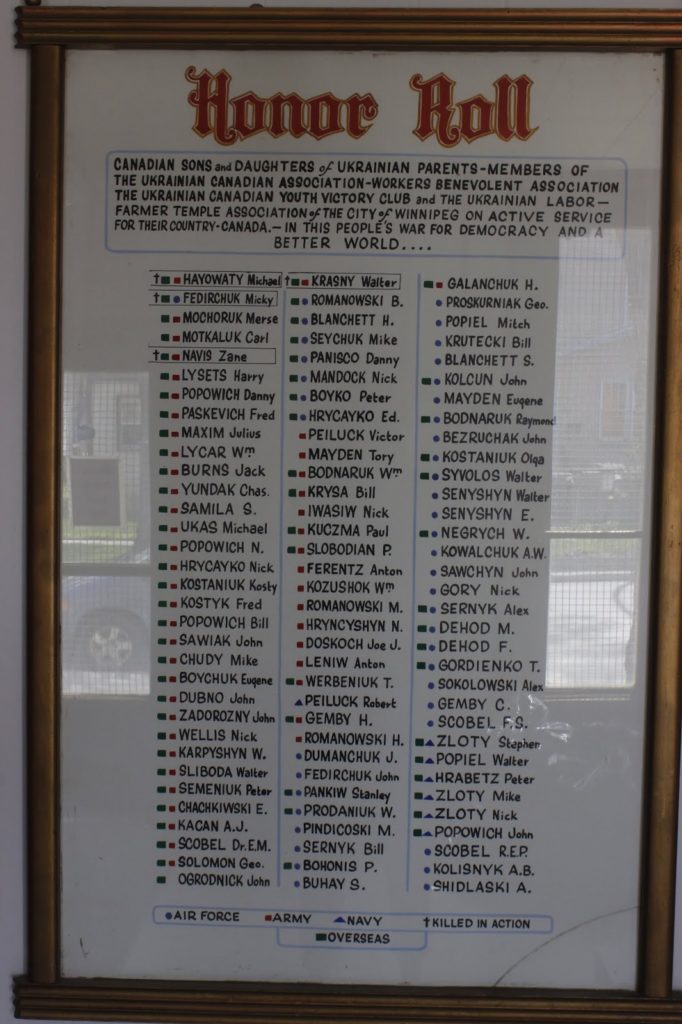 Honor Roll
CANADIAN SONS and DAUGHTERS of UKRAINIAN PARENTS-MEMBERS OF
THE UKRAINIAN CANADIAN ASSOCIATION-WORKERS BENEVOLENT ASSOCIATION
THE UKRAINIAN CANADIAN YOUTH VICTORY CLUB and THE UKRAINIAN LABOR—
FARMER TEMPLE ASSOCIATION of THE CITY of WINNIPEG ON ACTIVE SERVICE
FOR THEIR COUNTRY-CANADA.— IN THIS PEOPLE'S WAR FOR DEMOCRACY AND A
BETTER WORLD....
†HAYOWATY Michael
†FEDIRCHUK Micky
MOCHORUK Merse
MOTKALUK Carl
†NAVIS Zane
LYSETS Harry
POPOWICH Danny
PASKEVICH Fred
MAXIM Julius
LYCAR Wm
BURNS Jack
YUNDAK Chas.
SAMILA S.
UKAS Michael
POPOWICH N.
HRYCAYKO Nick
KOSTANIUK Kosty
KOSTYK Fred
POPOWICH Bill
SAWIAK John
CHUDY Mike
BOYCHUK Eugene
DUBNO John
ZADOROZNY John
WELLIS Nick
KARPYSHYN W.
SLIBODA Walter
SEMENIUK Peter
CHACHKIWSKI E.
KACAN A.J.
SCOBEL Dr. E.M.
SOLOMON Geo.
OGRODNICK John
†KRASNY Walter
ROMANOWSKI B.
BLANCHETT H.
SEYCHUK Mike
PANISCO Danny
MANDOCK Nick
BOYKO Peter
HRYCAYKO Ed.
PEILUCK Victor
MAYDEN Tory
BODNARUK Wm
KRYSA Bill
IWASIW Nick
KUCZMA Paul
SLOBODIAN P.
FERENTZ Anton
KOZUSHOK Wm
ROMANOWSKI M.
HRYNCYSHYN N.
DOSKOCH Joe J.
LENIW Anton
WERBENIUK T.
PEILUCK Robert
GEMBY H.
ROMANOWSKI H.
DUMANCHUK J.
FEDIRCHUK John
PANKIW Stanley
PRODANIUK W.
PINDICOSKI M.
SERNYK Bill
BOHONIS P.
BUHAY S.
GALANCHUK H.
PROSKURNIAK Geo.
POPIEL Mitch
KRUTECKI Bill
BLANCHETT S.
KOLCUN John
MAYDEN Eugene
BODNARUK Raymond
BEZRUCHAK John
KOSTANIUK Olga
SYVOLOS Walter
SENYSHYN Walter
SENYSHYN E.
NEGRYCH W.
KOWALCHUK A.W.
SAWCHYN John
GORY Nick
SERNYK Alex
DEHOD M.
DEHOD F.
GORDIENKO T.
SOKOLOWSKI Alex
GEMBY C.
SCOBEL F.S.
ZLOTY Stephen
POPIEL Walter
HRABETZ Peter
ZLOTY Mike
ZLOTY Nick
POPOWICH John
SCOBEL R.E.P.
KOLISNYK A.B.
SHIDLASKI A.
AIR FORCE ARMY NAVY †KILLED IN ACTION
OVERSEAS